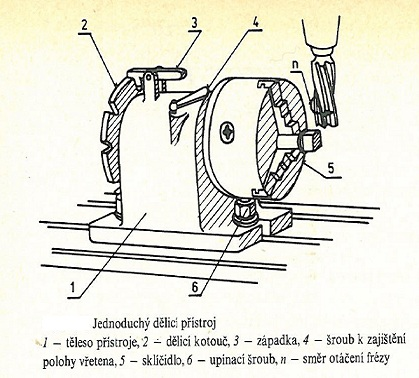 2
3
4
n
5
1
6
Jednoduchý dělicí přístroj
1 – těleso přístroje, 2 – dělicí kotouč, 3 – západka, 4 – šroub k zajištění
polohy vřetena, 5 – sklíčidlo, 6 – upínací šroub, n – směr otáčení frézy